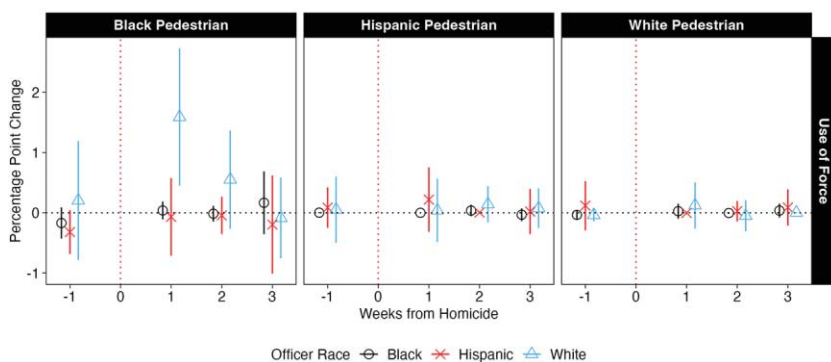 Black Pedestrian Hispanic Pedestrian White Pedestrian
Percentage Point Change
2
1
0
-1
Use of Force
-1 0 1 2 3 -1 0 1 2 3 -1 0 1 2 3
Weeks from Homicide
Officer Race Black Hispanic White